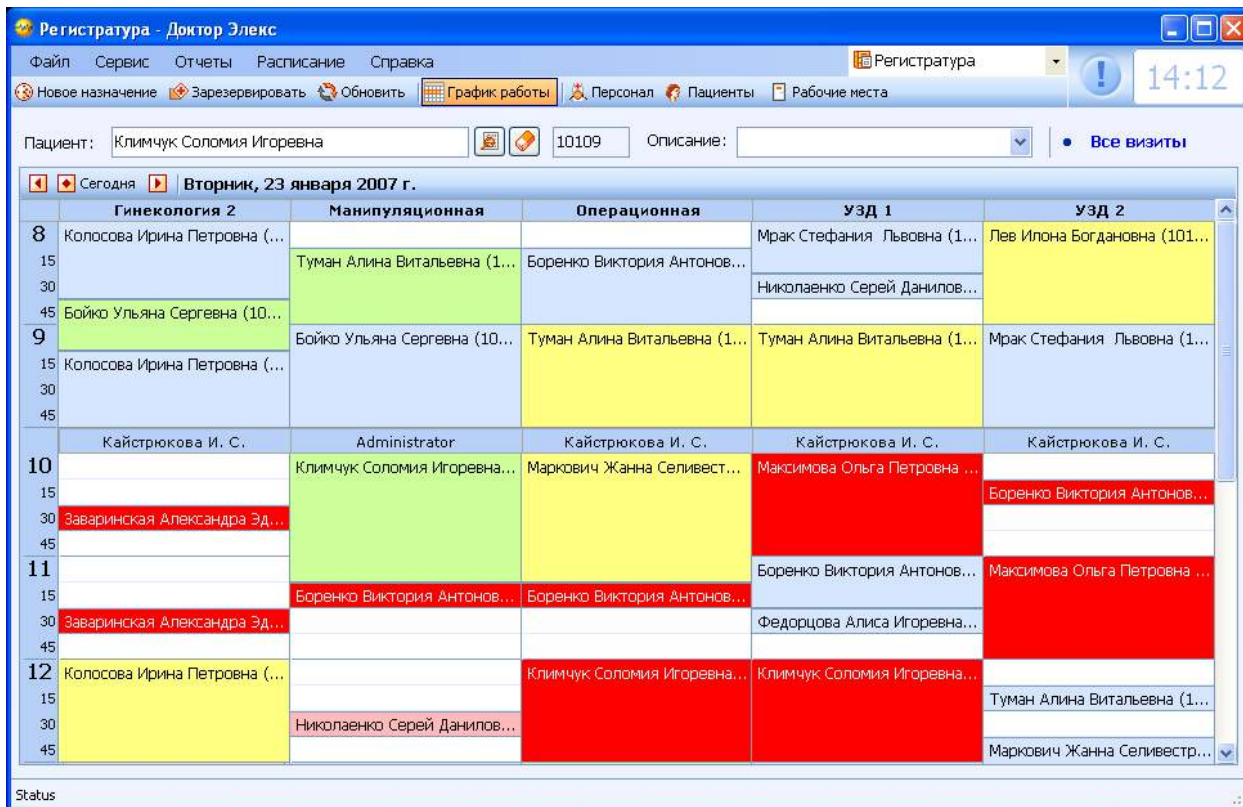 Регистратура - Доктор Элекс
Файл Сервис Отчеты Расписание Справка Регистратура 14:12
Новое назначение Зарезервировать Обновить График работы Персонал Пациенты Рабочие места
Пациент: Климчук Соломия Игоревна 10109 Описание: Все визиты
Сегодня Вторник, 23 января 2007 г.
Гинекология 2 Манипуляционная Операционная УЗД 1 УЗД 2
8 Колосова Ирина Петровна (... Мрак Стефания Львовна (1... Лев Илона Богдановна (101...
15 Туман Алина Витальевна (1... Боренко Виктория Антонов...
30 Николаенко Серей Данилов...
45 Бойко Ульяна Сергевна (10...
9 Бойко Ульяна Сергевна (10... Туман Алина Витальевна (1... Туман Алина Витальевна (1... Мрак Стефания Львовна (1...
15 Колосова Ирина Петровна (...
30
45
Кайстрюкова И. С. Administrator Кайстрюкова И. С. Кайстрюкова И. С. Кайстрюкова И. С.
10 Климчук Соломия Игоревна... Маркович Жанна Селивест... Максимова Ольга Петровна ...
15 Боренко Виктория Антонов...
30 Заваринская Александра Эд...
45
11 Боренко Виктория Антонов... Максимова Ольга Петровна ...
15 Боренко Виктория Антонов... Боренко Виктория Антонов...
30 Заваринская Александра Эд... Федорцова Алиса Игоревна...
45
12 Колосова Ирина Петровна (... Климчук Соломия Игоревна... Климчук Соломия Игоревна...
15 Туман Алина Витальевна (1...
30 Николаенко Серей Данилов...
45 Маркович Жанна Селивестр...
Status